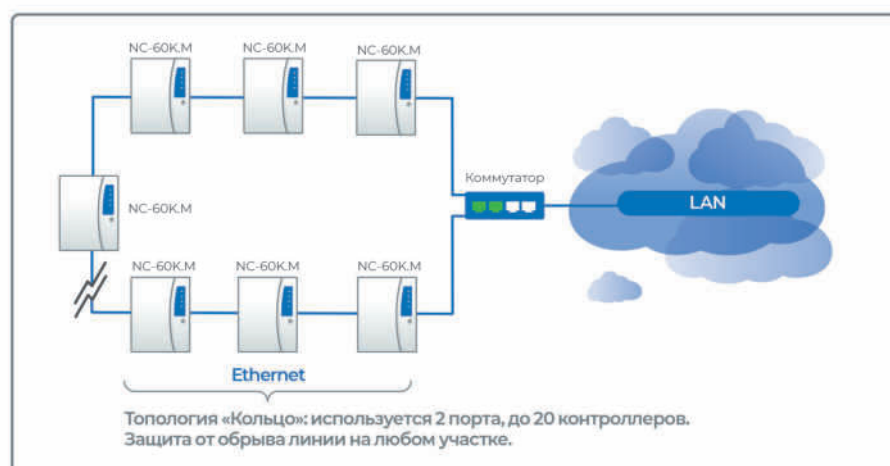 NC-60K.M
NC-60K.M
NC-60K.M
Коммутатор
LAN
NC-60K.M
NC-60K.M
NC-60K.M
NC-60K.M
Ethernet
Топология «Кольцо»: используется 2 порта, до 20 контроллеров.
Защита от обрыва линии на любом участке.